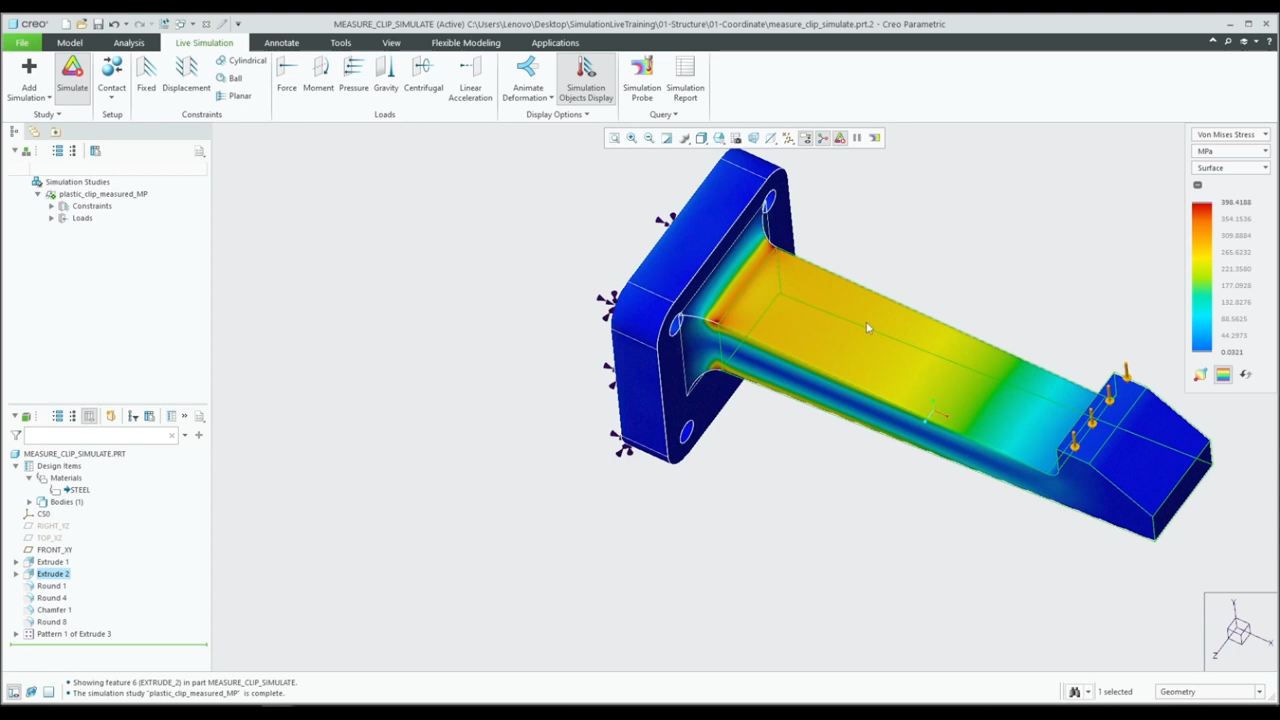 creo
MEASURE_CLIP_SIMULATE (Active) C:\Users\Lenovo\Desktop\SimulationLiveTraining\01-Structure\01-Coordinate\measure_clip_simulate.prt.2 - Creo Parametric
File Model Analysis Live Simulation Annotate Tools View Flexible Modeling Applications
Add Simulation
Simulate
Contact
Fixed
Displacement
Cylindrical
Ball
Planar
Force
Moment
Pressure
Gravity
Centrifugal
Linear Acceleration
Animate Deformation
Simulation Objects Display
Simulation Probe
Simulation Report
Study Setup Constraints Loads Display Options Query
Simulation Studies
plastic_clip_measured_MP
Constraints
Loads
Von Mises Stress
MPa
Surface
398.4188
354.1536
309.8884
265.6232
221.3580
177.0928
132.8276
88.5625
44.2973
0.0321
MEASURE_CLIP_SIMULATE.PRT
Design Items
Materials
STEEL
Bodies (1)
CS0
RIGHT_YZ
TOP_XZ
FRONT_XY
Extrude 1
Extrude 2
Round 1
Round 4
Chamfer 1
Round 8
Pattern 1 of Extrude 3
Y
X
Z
• Showing feature 6 (EXTRUDE_2) in part MEASURE_CLIP_SIMULATE.
• The simulation study "plastic_clip_measured_MP" is complete.
1 selected
Geometry